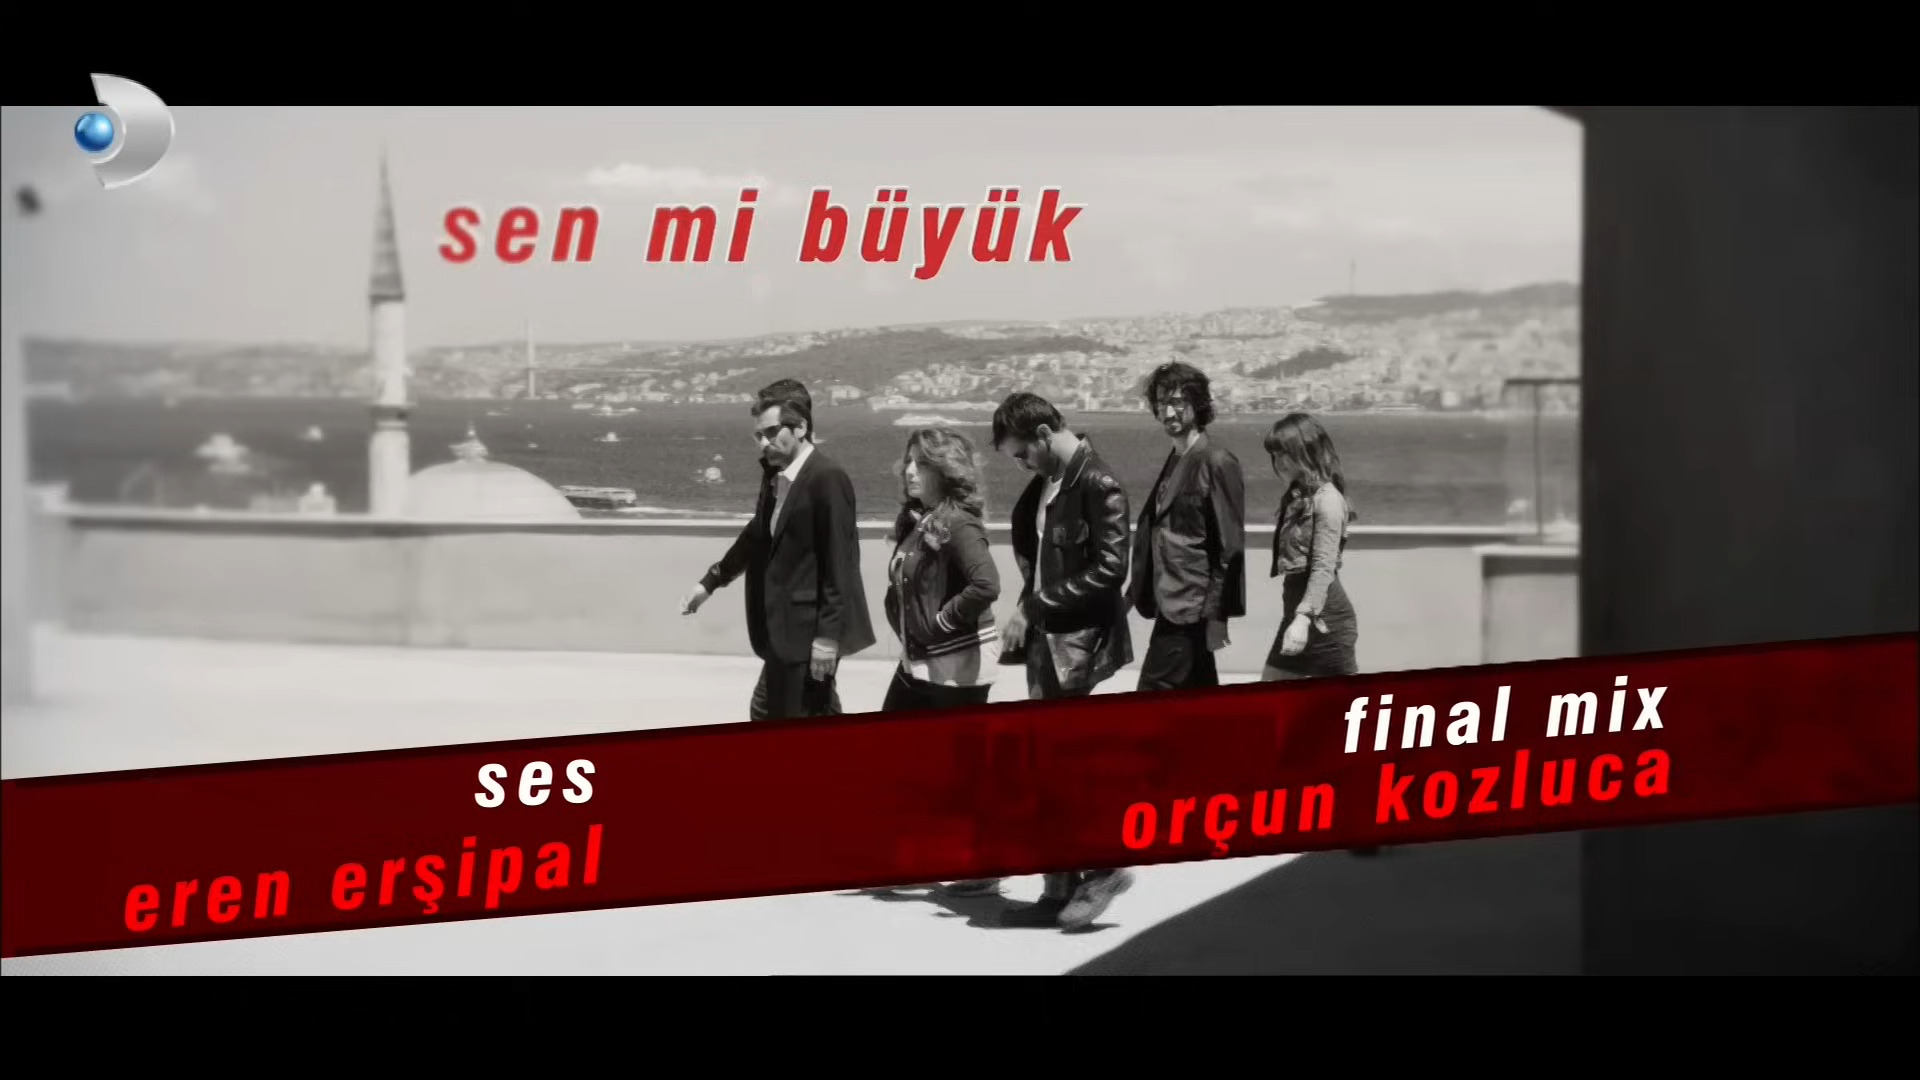 sen mi büyük
ses
eren erşipal
final mix
orçun kozluca